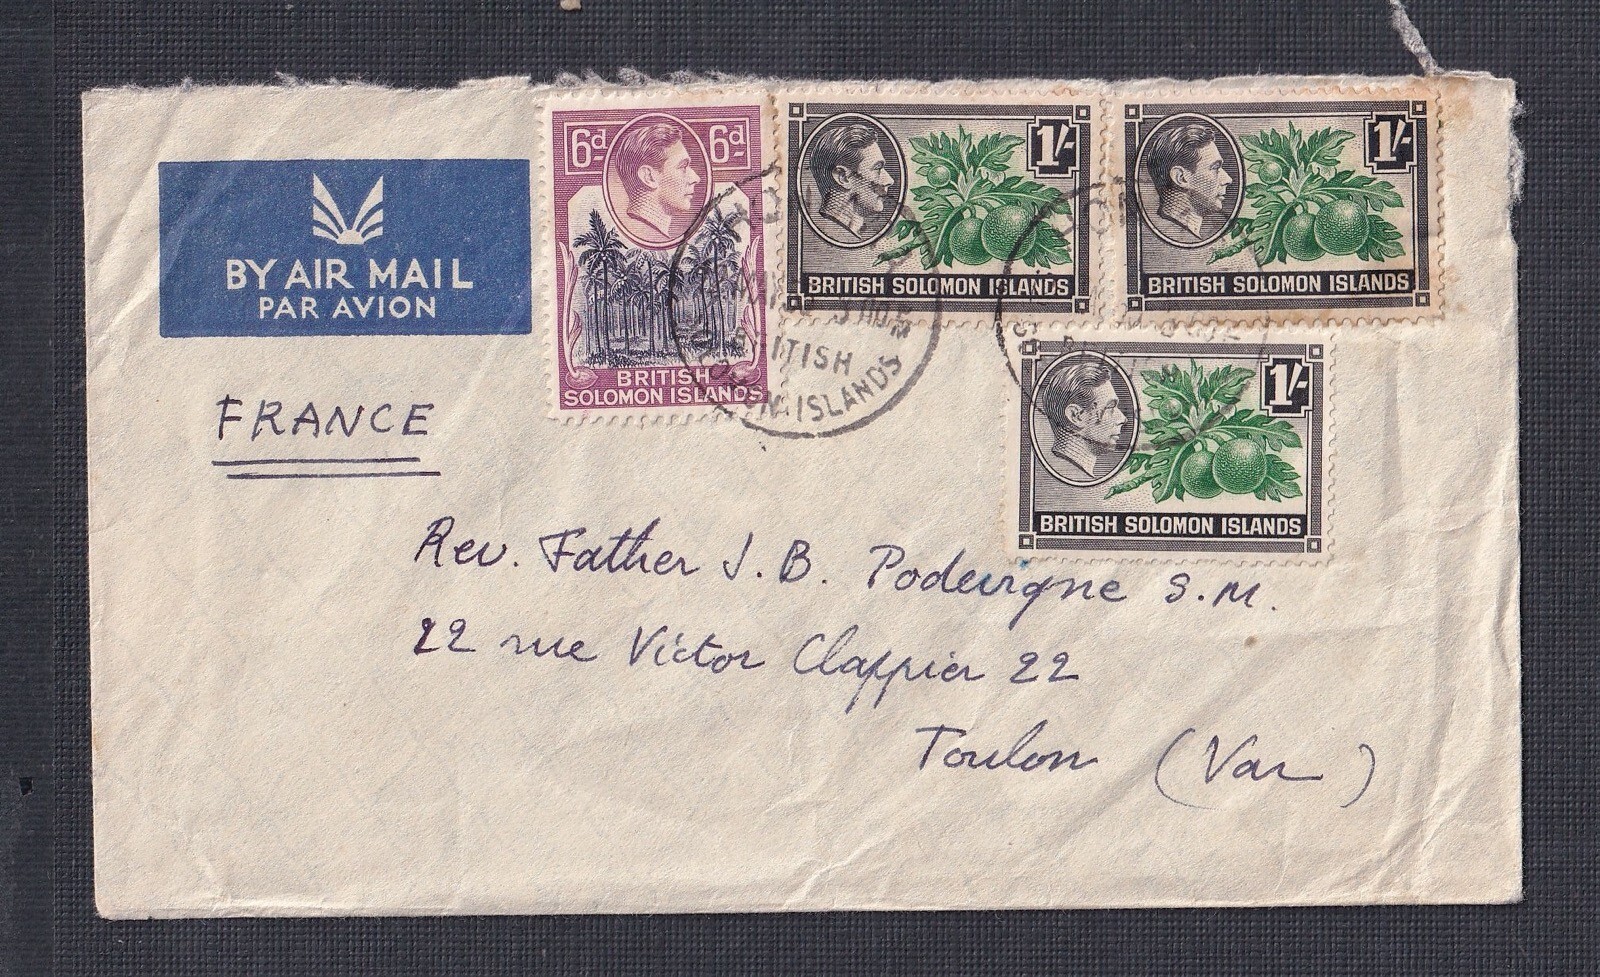 BY AIR MAIL
PAR AVION
FRANCE
6d 6d
BRITISH
SOLOMON ISLANDS
1/-
BRITISH SOLOMON ISLANDS
1/-
BRITISH SOLOMON ISLANDS
1/-
BRITISH SOLOMON ISLANDS
BRITISH
ISLANDS
Rev. Father J. B. Podevigne S.M.
22 rue Victor Clappier 22
Toulon (Var)